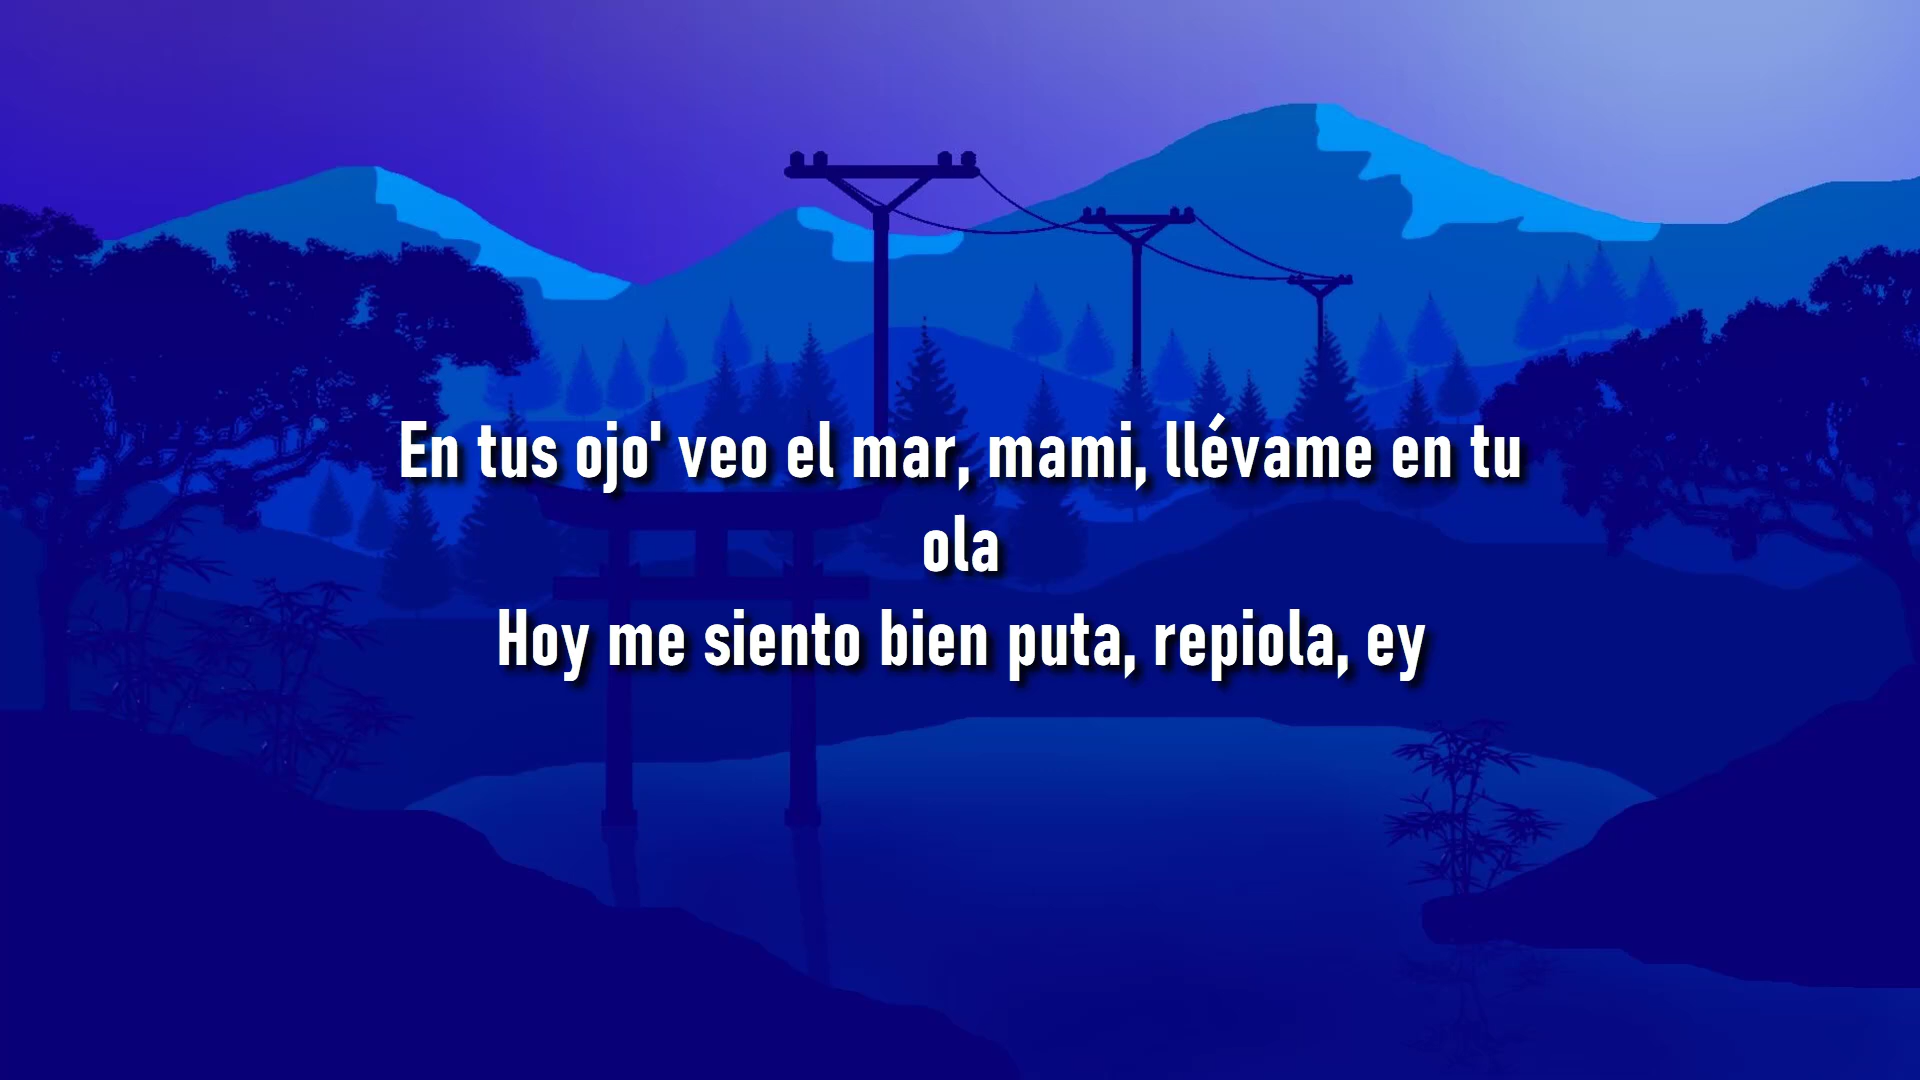 En tus ojo' veo el mar, mami, llévame en tu
ola
Hoy me siento bien puta, repiola, ey